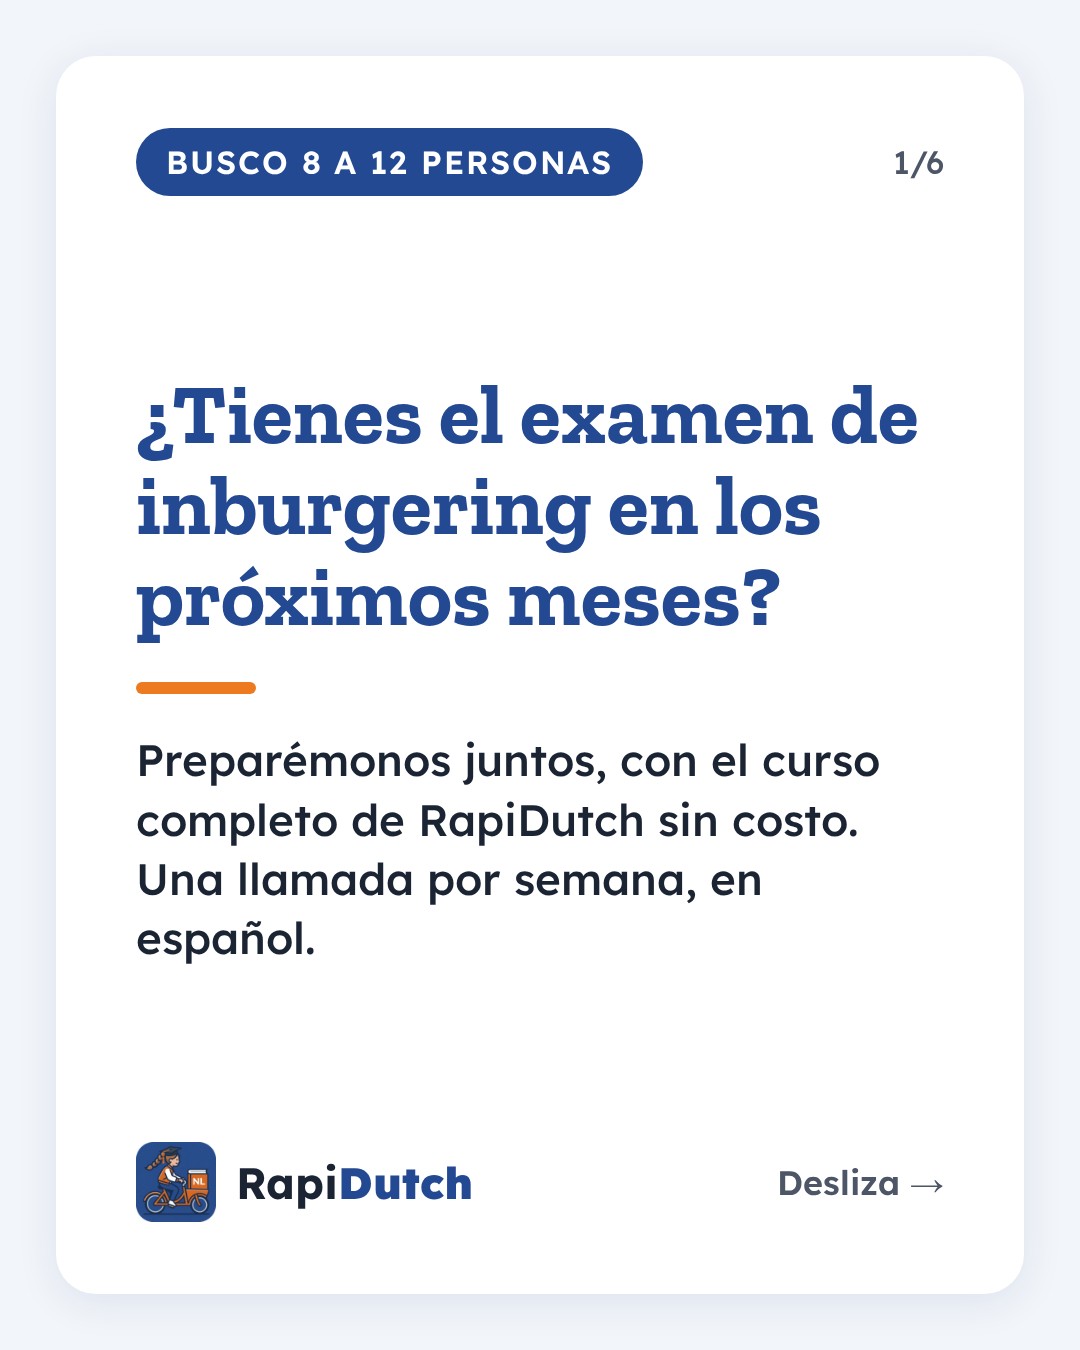 BUSCO 8 A 12 PERSONAS
1/6
¿Tienes el examen de
inburgering en los
próximos meses?
Preparémonos juntos, con el curso
completo de RapiDutch sin costo.
Una llamada por semana, en
español.
NL
RapiDutch
Desliza →